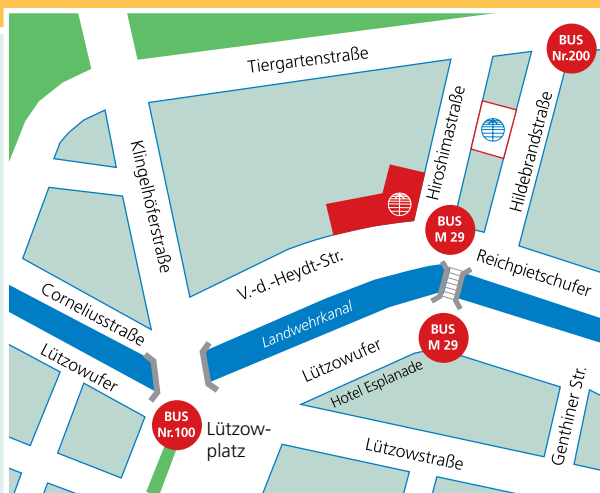 BUS
Nr.200
Tiergartenstraße
Klingelhöferstraße
Hiroshimastraße
Hildebrandstraße
BUS
M 29
V.-d.-Heydt-Str.
Reichpietschufer
Corneliusstraße
Landwehrkanal
BUS
M 29
Lützowufer
Lützowufer
Hotel Esplanade
Genthiner Str.
BUS
Nr.100
Lützow-
platz
Lützowstraße